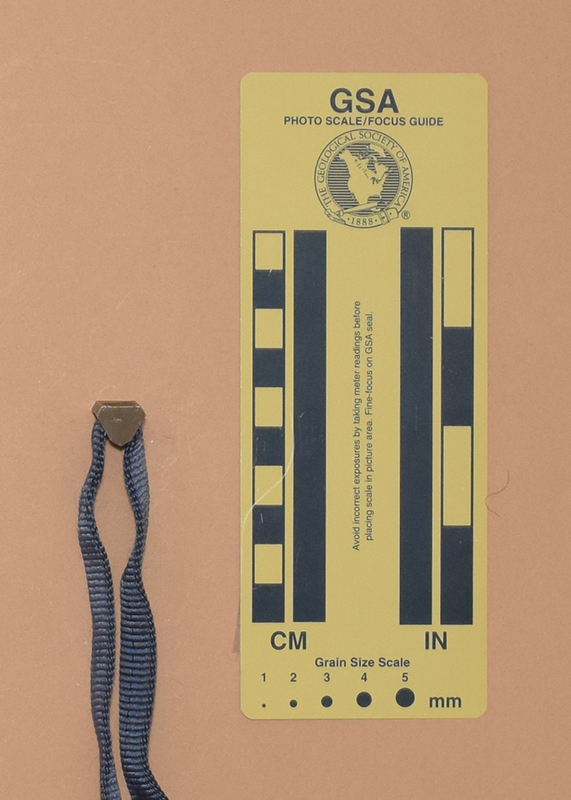 GSA
PHOTO SCALE/FOCUS GUIDE
THE GEOLOGICAL SOCIETY OF AMERICA
·1888·
®
Avoid incorrect exposures by taking meter readings before
placing scale in picture area. Fine-focus on GSA seal.
CM
IN
Grain Size Scale
1 2 3 4 5
mm